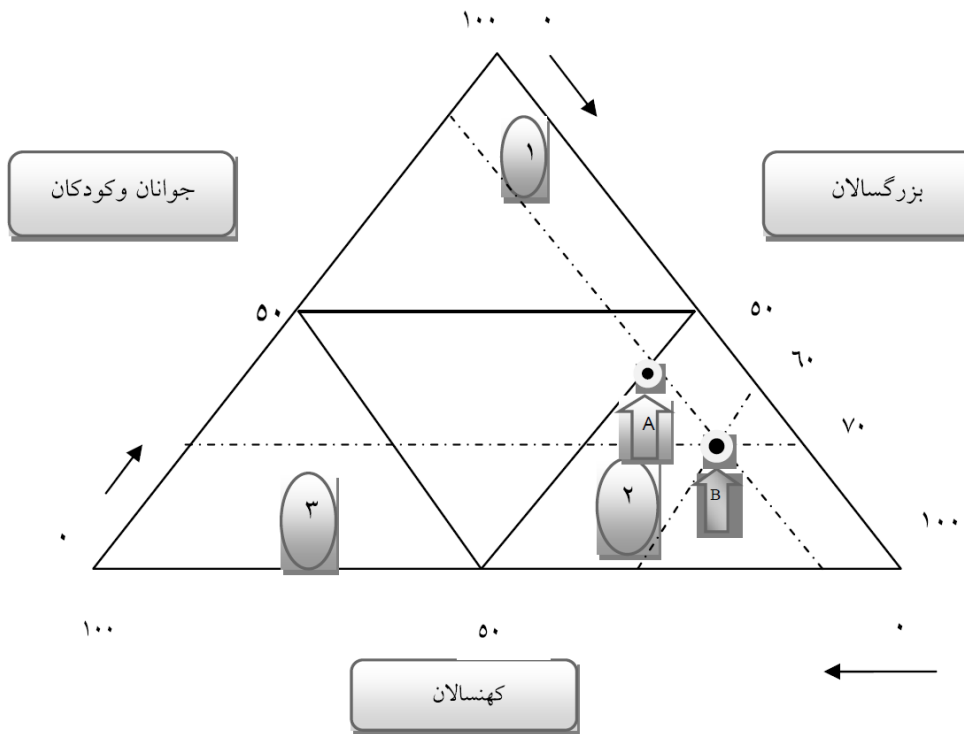 ۱۰۰ ۰
۱
جوانان وکودکان
بزرگسالان
۵۰ ۵۰
۶۰
A
۷۰
B
۳ ۲
۰ ۱۰۰
۱۰۰ ۵۰ ۰
کهنسالان